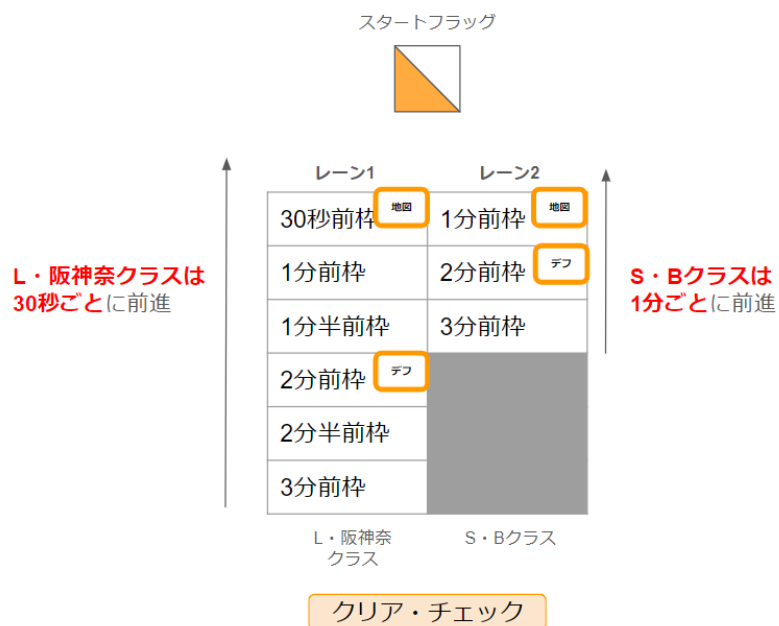 スタートフラッグ
レーン1
レーン2
30秒前枠
地図
1分前枠
地図
1分前枠
2分前枠
デフ
1分半前枠
3分前枠
2分前枠
デフ
2分半前枠
3分前枠
L・阪神奈クラスは
30秒ごとに前進
S・Bクラスは
1分ごとに前進
L・阪神奈
クラス
S・Bクラス
クリア・チェック